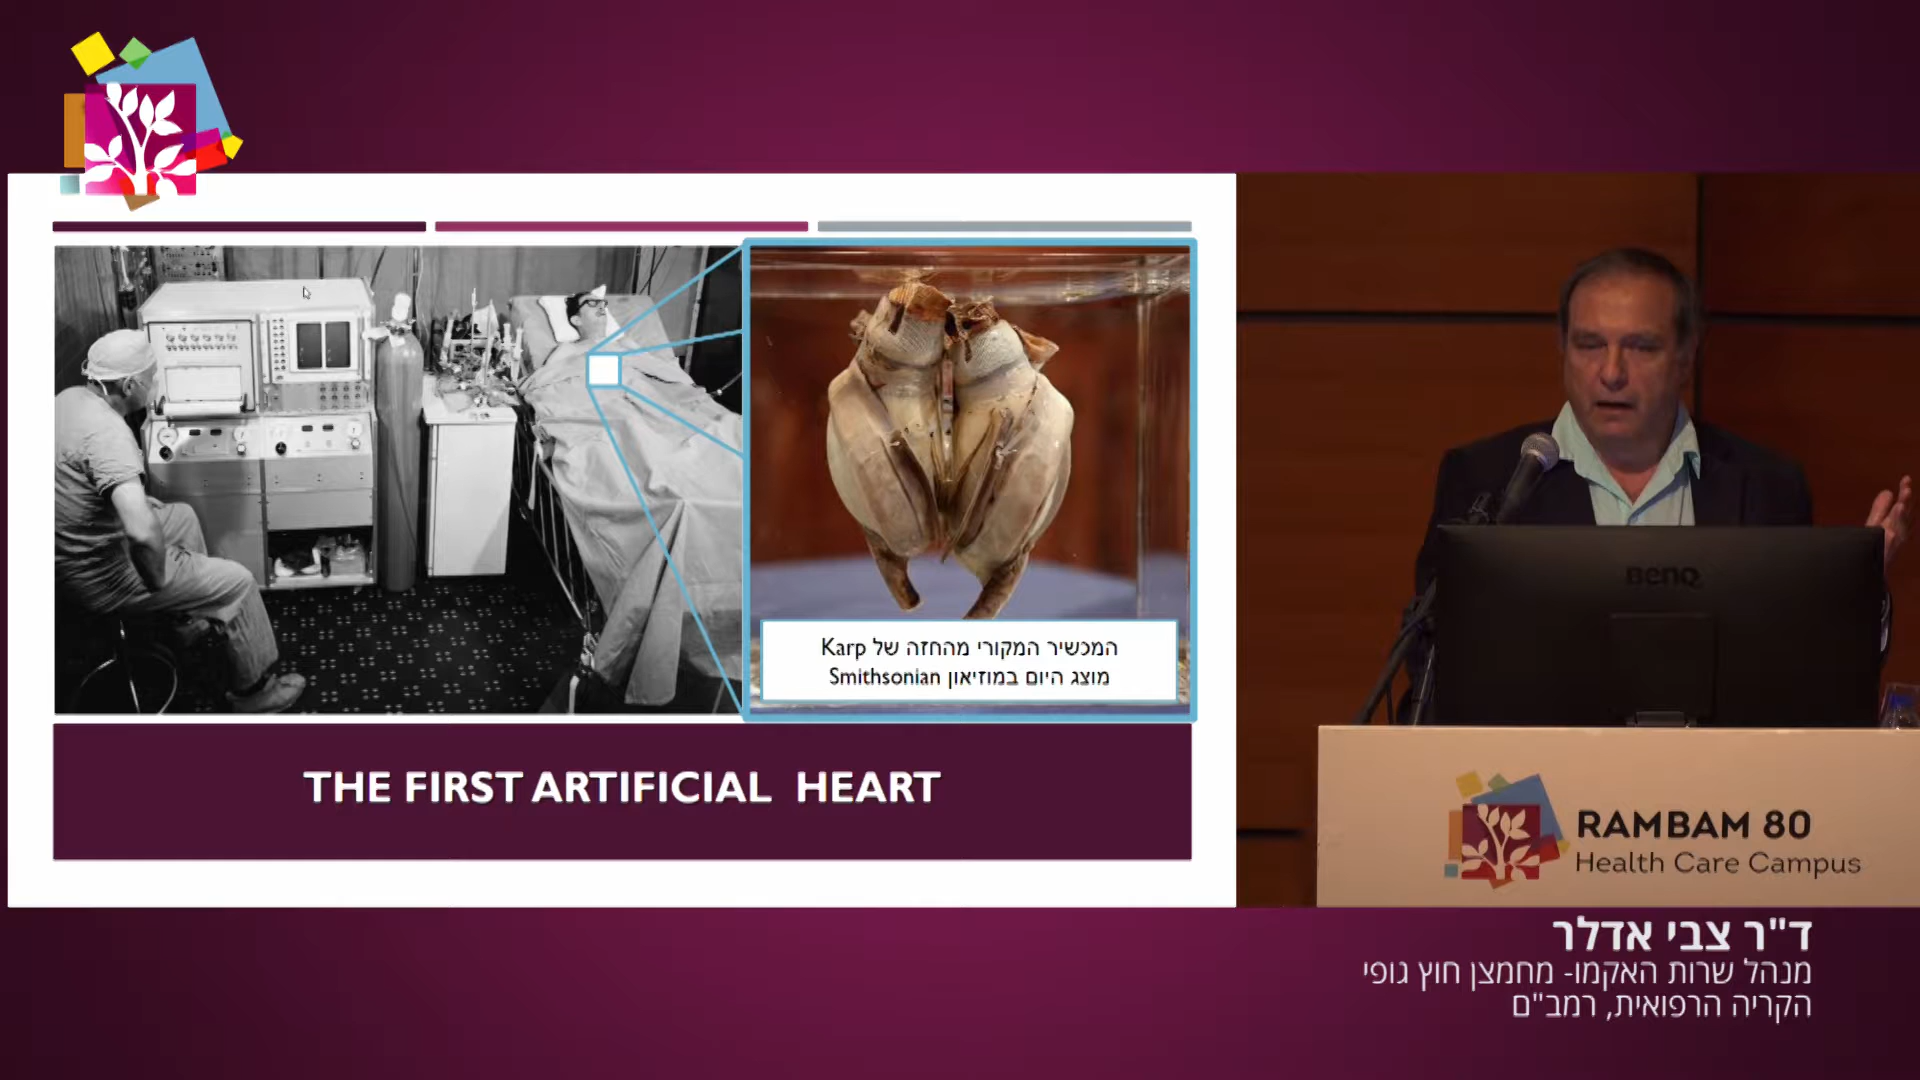 המכשיר המקורי מהחזה של Karp
מוצג היום במוזיאון Smithsonian
THE FIRST ARTIFICIAL HEART
BenQ
RAMBAM 80
Health Care Campus
ד"ר צבי אדלר
מנהל שרות האקמו- מחמצן חוץ גופי
הקריה הרפואית, רמב"ם